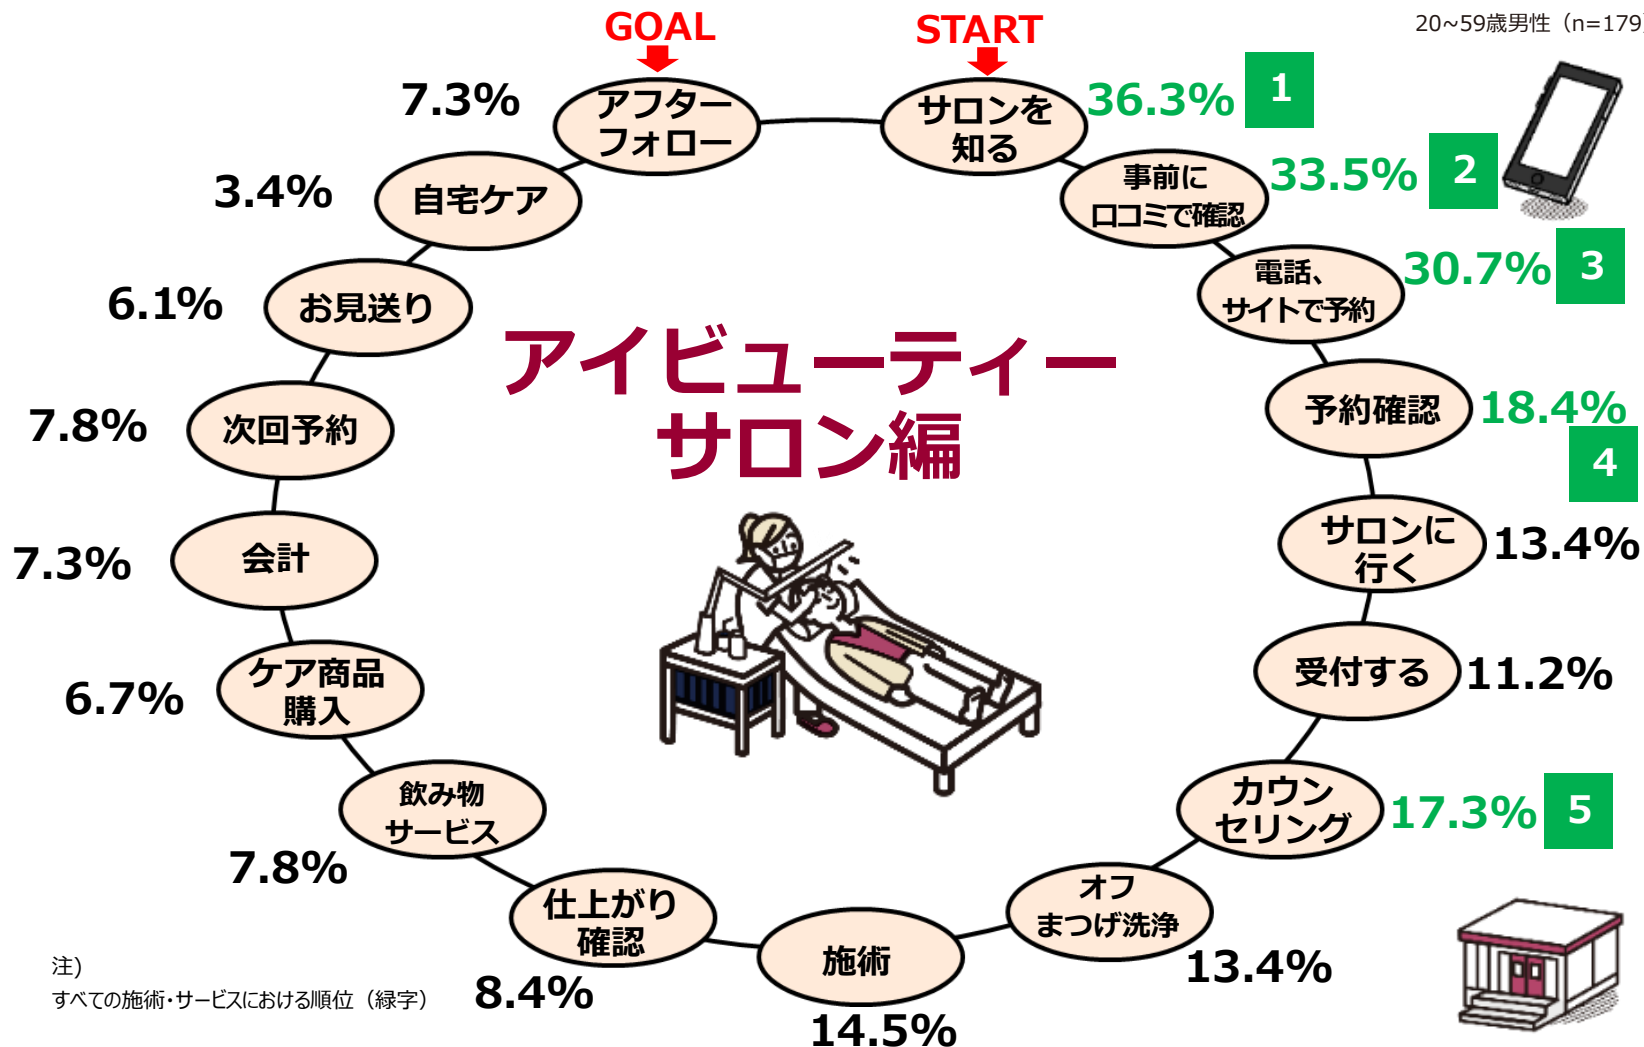 GOAL
START
20~59歳男性（n=179）
アフター
フォロー
7.3%
サロンを
知る
36.3%
1
事前に
口コミで確認
33.5%
2
電話、
サイトで予約
30.7%
3
予約確認
18.4%
4
サロンに
行く
13.4%
受付する
11.2%
カウン
セリング
17.3%
5
オフ
まつげ洗浄
13.4%
施術
14.5%
仕上がり
確認
8.4%
飲み物
サービス
7.8%
ケア商品
購入
6.7%
会計
7.3%
次回予約
7.8%
お見送り
6.1%
自宅ケア
3.4%
アイビューティー
サロン編
注)
すべての施術・サービスにおける順位（緑字）